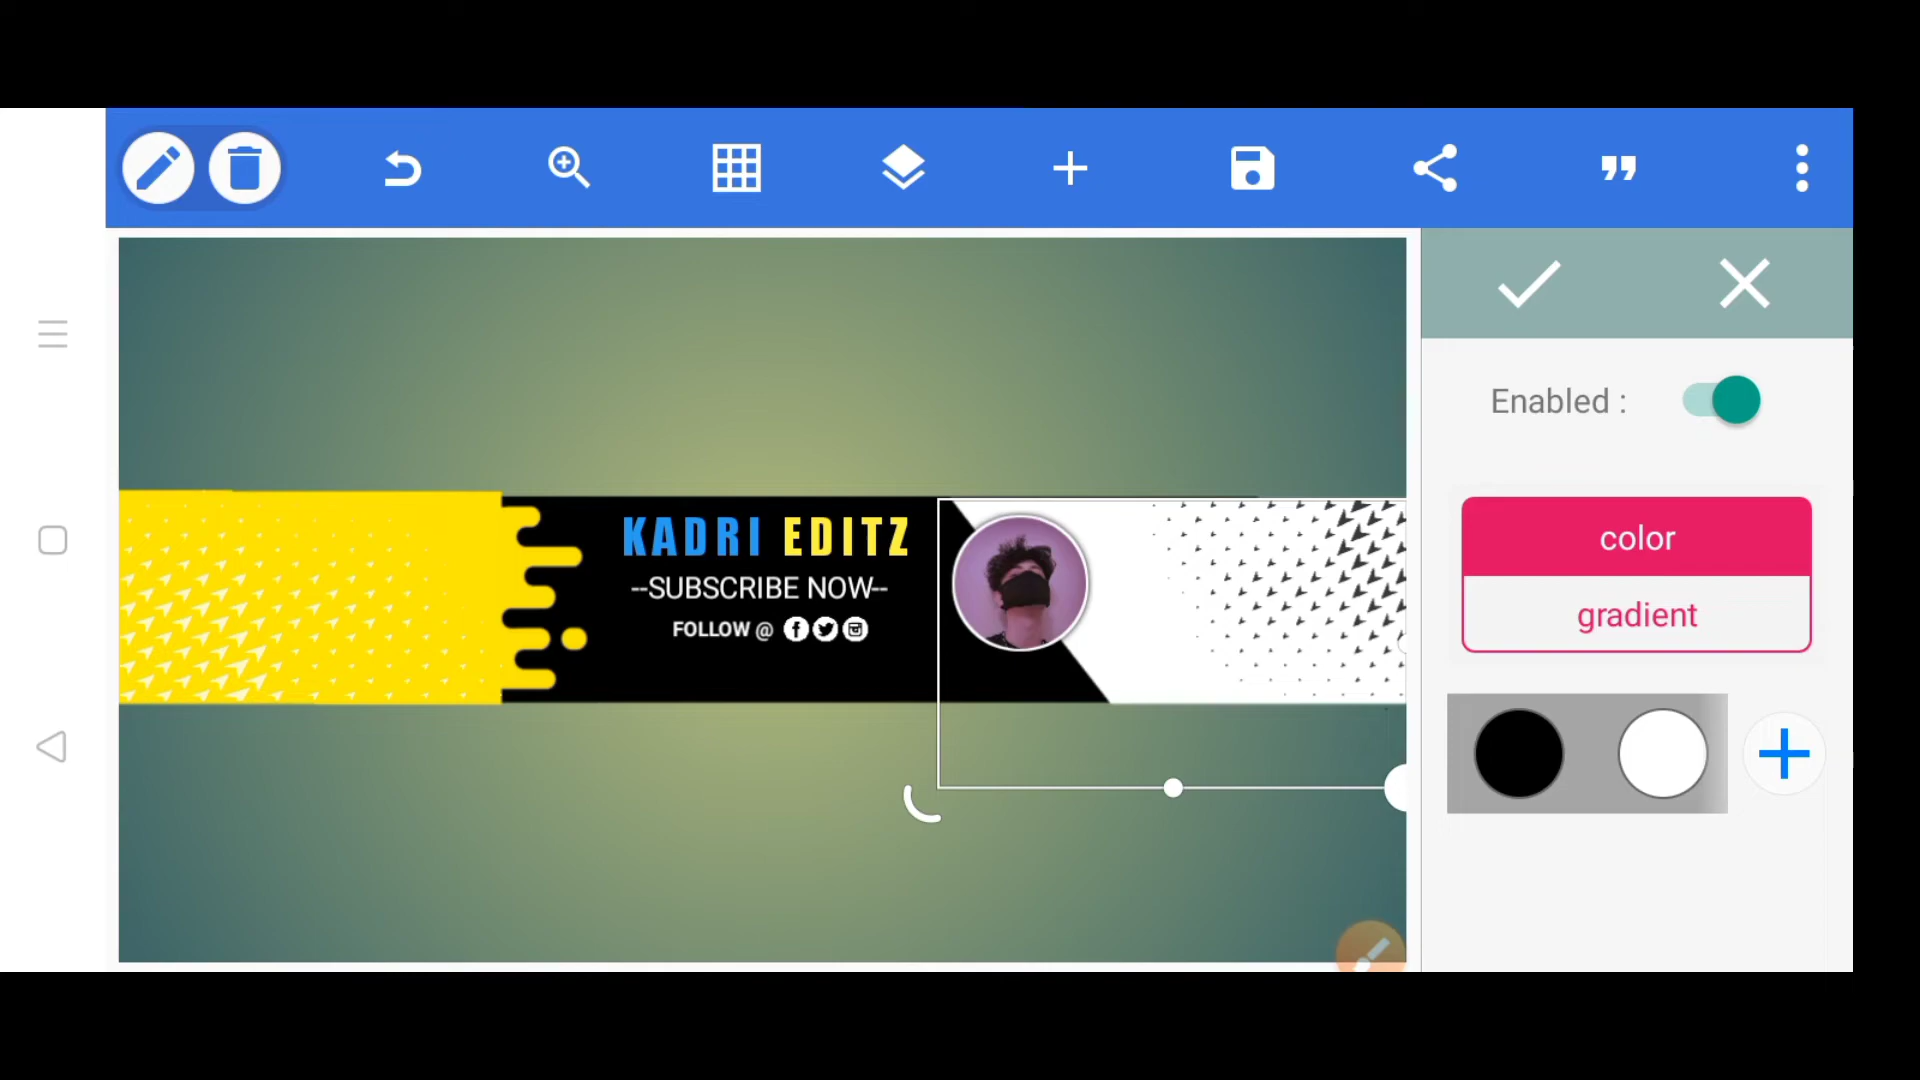 Enabled :
color
gradient
KADRI EDITZ
--SUBSCRIBE NOW--
FOLLOW @